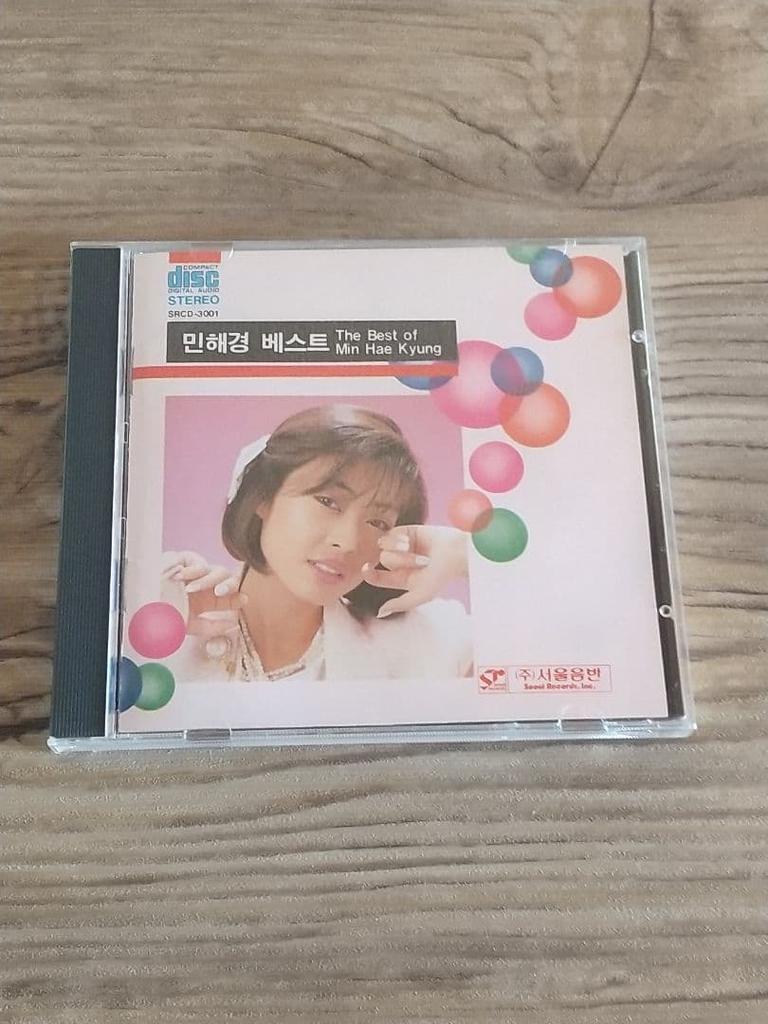 COMPACT
disc
DIGITAL AUDIO
STEREO
SRCD-3001
민해경 베스트 The Best of
Min Hae Kyung
(주)서울음반
Seoul Records, Inc.